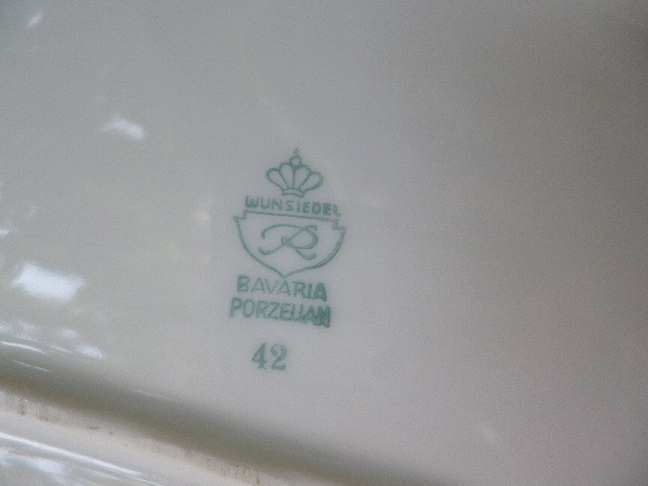 WUNSIEDEL
R
BAVARIA
PORZELLAN
42